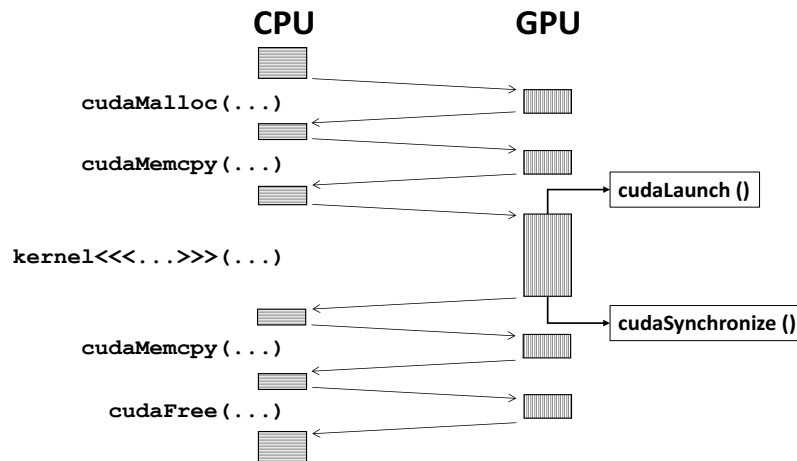 CPU
GPU
cudaMalloc(...)
cudaMemcpy(...)
cudaLaunch ()
kernel<<<...>>>(...)
cudaSynchronize ()
cudaMemcpy(...)
cudaFree(...)